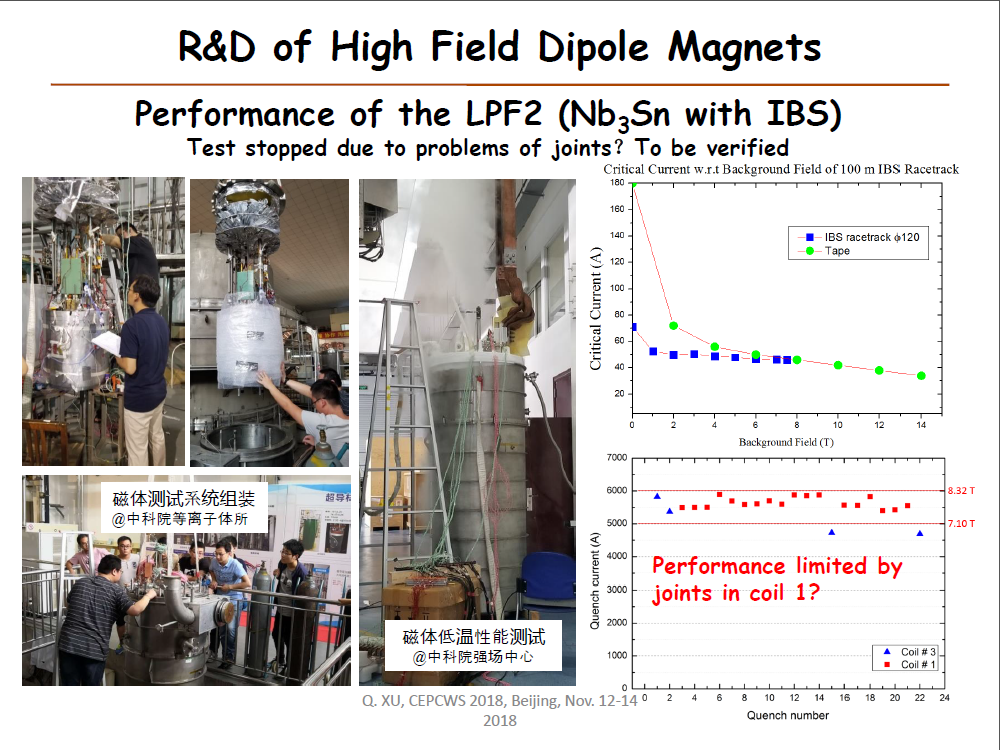 R&D of High Field Dipole Magnets
Performance of the LPF2 (Nb₃Sn with IBS)
Test stopped due to problems of joints? To be verified
磁体测试系统组装
@中科院等离子体所
磁体低温性能测试
@中科院强场中心
Critical Current w.r.t Background Field of 100 m IBS Racetrack
Critical Current (A)
180
160
140
120
100
80
60
40
20
IBS racetrack ϕ120
Tape
0 2 4 6 8 10 12 14
Background Field (T)
Quench current (A)
7000
6000
5000
4000
3000
2000
1000
0
8.32 T
7.10 T
Performance limited by
joints in coil 1?
Coil # 3
Coil # 1
0 2 4 6 8 10 12 14 16 18 20 22 24
Quench number
Q. XU, CEPCWS 2018, Beijing, Nov. 12-14
2018